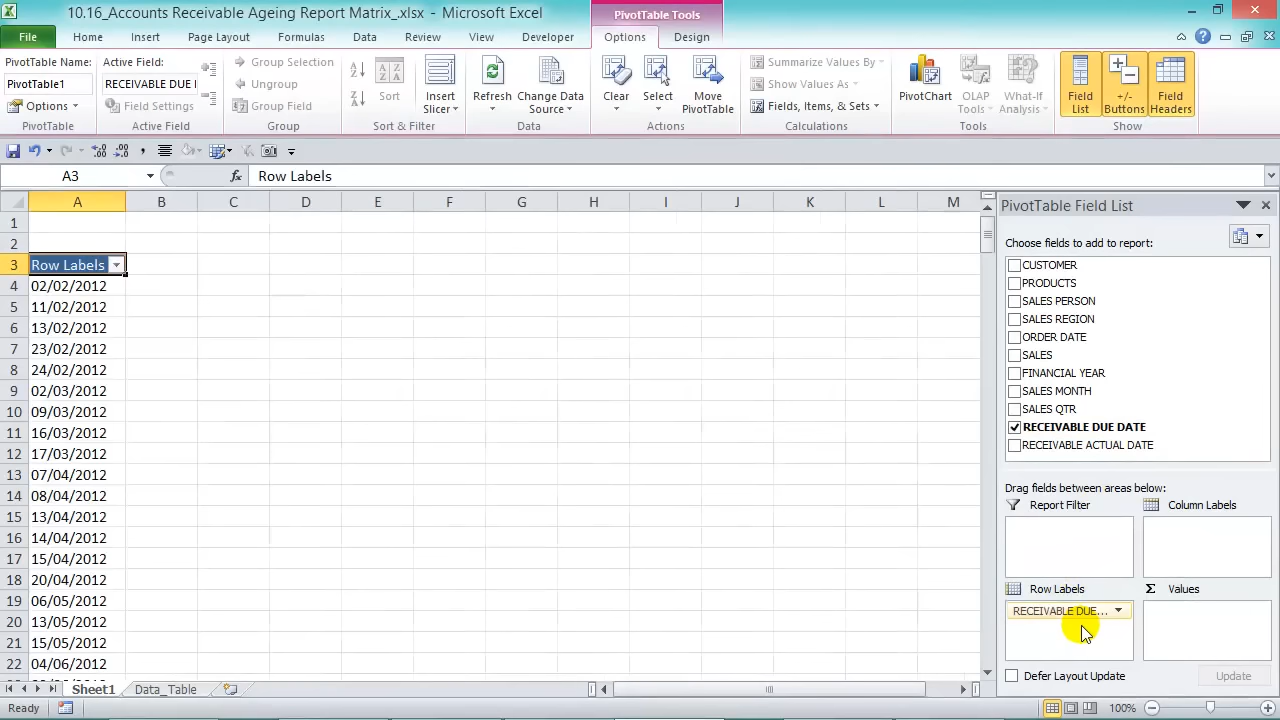 10.16_Accounts Receivable Ageing Report Matrix_.xlsx - Microsoft Excel
PivotTable Tools
File Home Insert Page Layout Formulas Data Review View Developer Options Design
PivotTable Name:
PivotTable1
Options
PivotTable
Active Field:
RECEIVABLE DUE
Field Settings
Active Field
Group Selection
Ungroup
Group Field
Group
Sort
Insert
Slicer
Sort & Filter
Refresh
Change Data
Source
Data
Clear
Select
Move
PivotTable
Actions
Summarize Values By
Show Values As
Fields, Items, & Sets
Calculations
PivotChart
OLAP
Tools
What-If
Analysis
Tools
Field
List
+/-
Buttons
Field
Headers
Show
A3
fx
Row Labels
A B C D E F G H I J K L M
1
2
3 Row Labels
4 02/02/2012
5 11/02/2012
6 13/02/2012
7 23/02/2012
8 24/02/2012
9 02/03/2012
10 09/03/2012
11 16/03/2012
12 17/03/2012
13 07/04/2012
14 08/04/2012
15 13/04/2012
16 14/04/2012
17 15/04/2012
18 20/04/2012
19 06/05/2012
20 13/05/2012
21 15/05/2012
22 04/06/2012
PivotTable Field List
Choose fields to add to report:
CUSTOMER
PRODUCTS
SALES PERSON
SALES REGION
ORDER DATE
SALES
FINANCIAL YEAR
SALES MONTH
SALES QTR
RECEIVABLE DUE DATE
RECEIVABLE ACTUAL DATE
Drag fields between areas below:
Report Filter
Column Labels
Row Labels
Σ Values
RECEIVABLE DUE...
Defer Layout Update
Update
Sheet1 Data_Table
Ready
100%